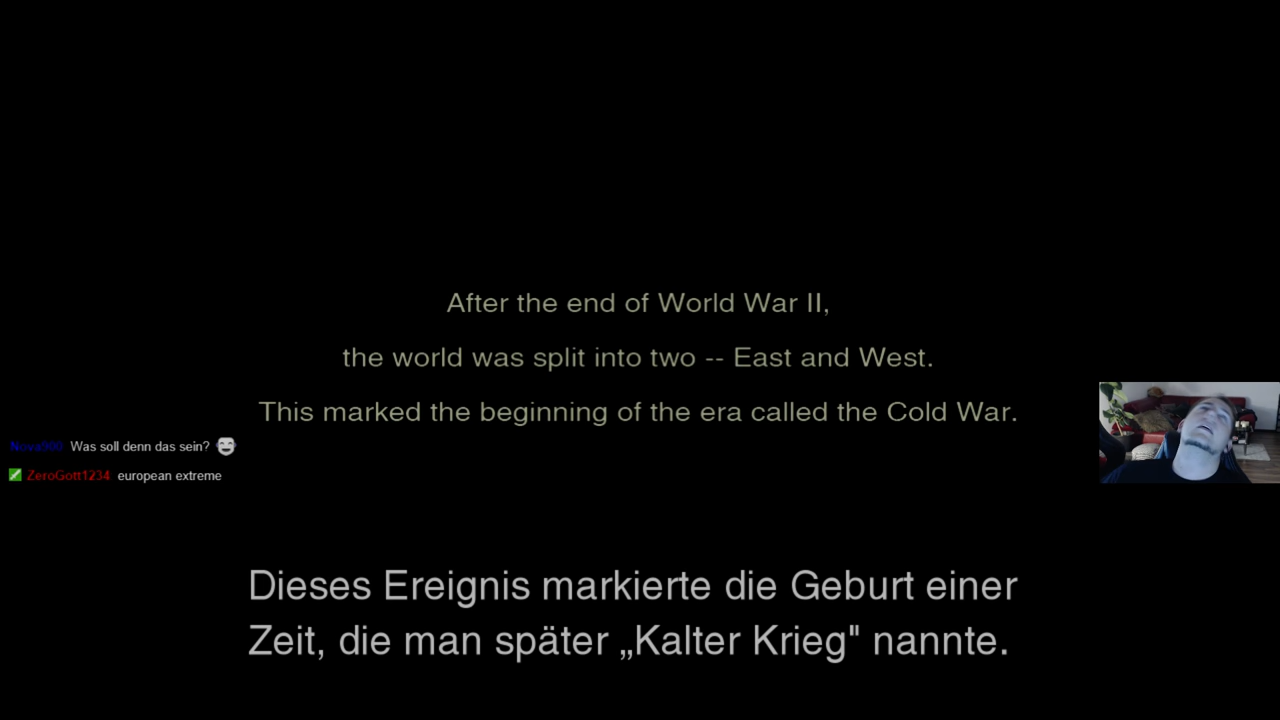 After the end of World War II,
the world was split into two -- East and West.
This marked the beginning of the era called the Cold War.
Nova900 Was soll denn das sein?
ZeroGott1234 european extreme
Dieses Ereignis markierte die Geburt einer
Zeit, die man später „Kalter Krieg" nannte.